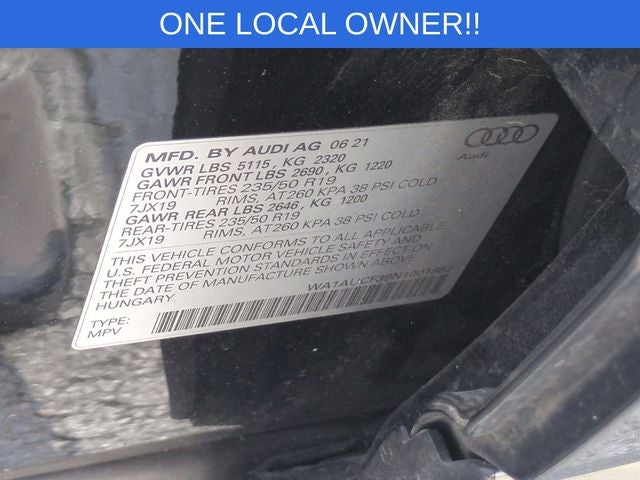 ONE LOCAL OWNER!!
MFD. BY AUDI AG 06 21
GVWR LBS 5115, KG 2320
GAWR FRONT LBS 2690, KG 1220
FRONT-TIRES 235/50 R19
7JX19 RIMS, AT260 KPA 38 PSI COLD
GAWR REAR LBS 2646, KG 1200
REAR-TIRES 235/50 R19
7JX19 RIMS, AT260 KPA 38 PSI COLD
THIS VEHICLE CONFORMS TO ALL APPLICABLE
U.S. FEDERAL MOTOR VEHICLE SAFETY AND
THEFT PREVENTION STANDARDS IN EFFECT ON
THE DATE OF MANUFACTURE SHOWN ABOVE.
HUNGARY
TYPE:
MPV
Audi